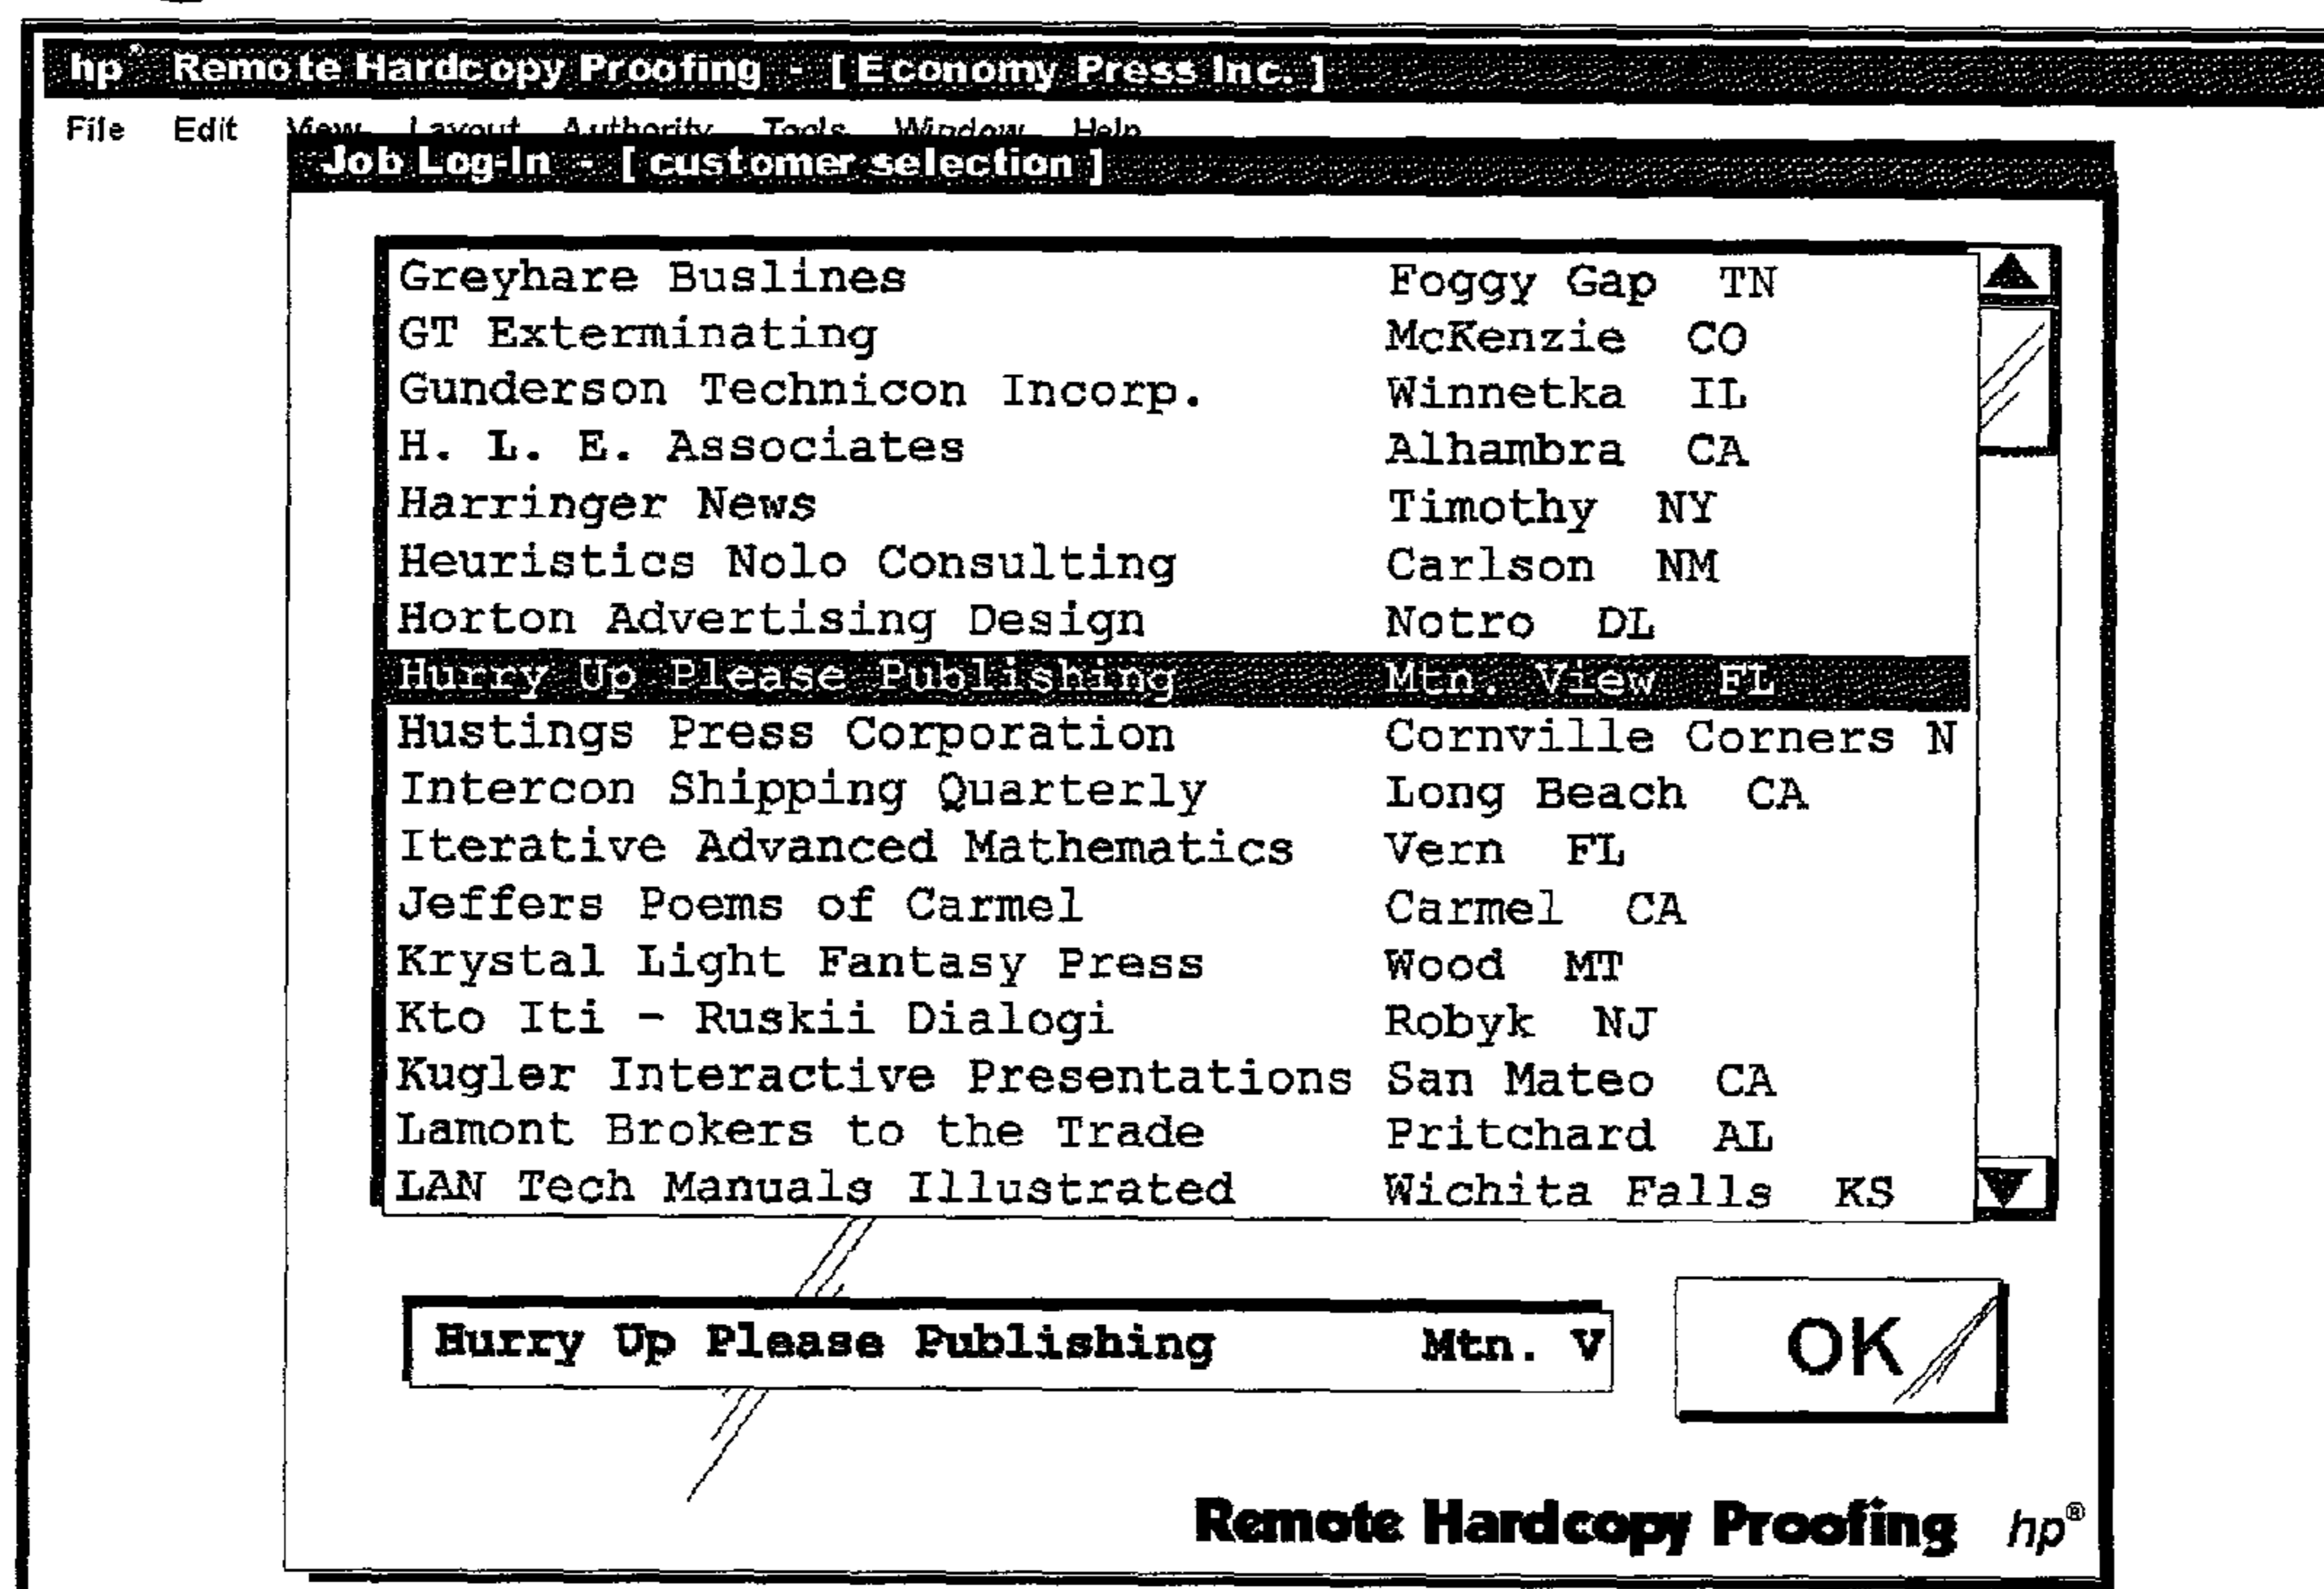 hp® Remote Hardcopy Proofing - [ Economy Press Inc. ]
File Edit View Layout Authority Tools Window Help
Job Log-In - [ customer selection ]
Greyhare Buslines Foggy Gap TN
GT Exterminating McKenzie CO
Gunderson Technicon Incorp. Winnetka IL
H. L. E. Associates Alhambra CA
Harringer News Timothy NY
Heuristics Nolo Consulting Carlson NM
Horton Advertising Design Notro DL
Hurry Up Please Publishing Mtn. View FL
Hustings Press Corporation Cornville Corners N
Intercon Shipping Quarterly Long Beach CA
Iterative Advanced Mathematics Vern FL
Jeffers Poems of Carmel Carmel CA
Krystal Light Fantasy Press Wood MT
Kto Iti - Ruskii Dialogi Robyk NJ
Kugler Interactive Presentations San Mateo CA
Lamont Brokers to the Trade Pritchard AL
LAN Tech Manuals Illustrated Wichita Falls KS
Hurry Up Please Publishing Mtn. V
OK
Remote Hardcopy Proofing hp®